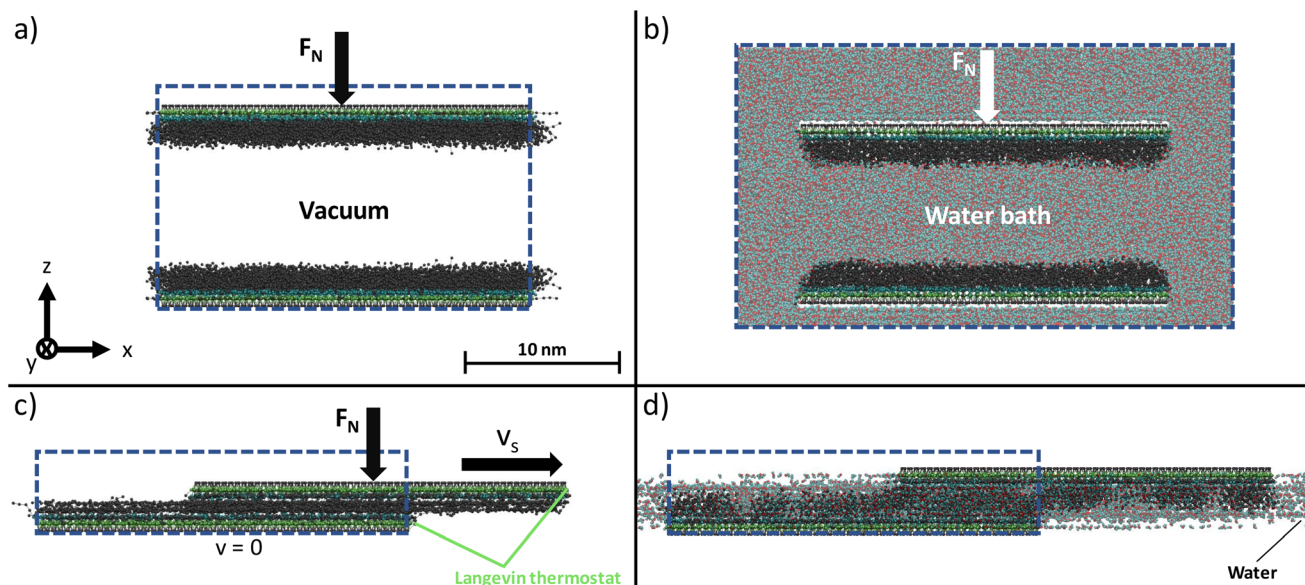 a)
F_N
Vacuum
z
y
x
10 nm
b)
F_N
Water bath
c)
F_N
V_S
v = 0
Langevin thermostat
d)
Water